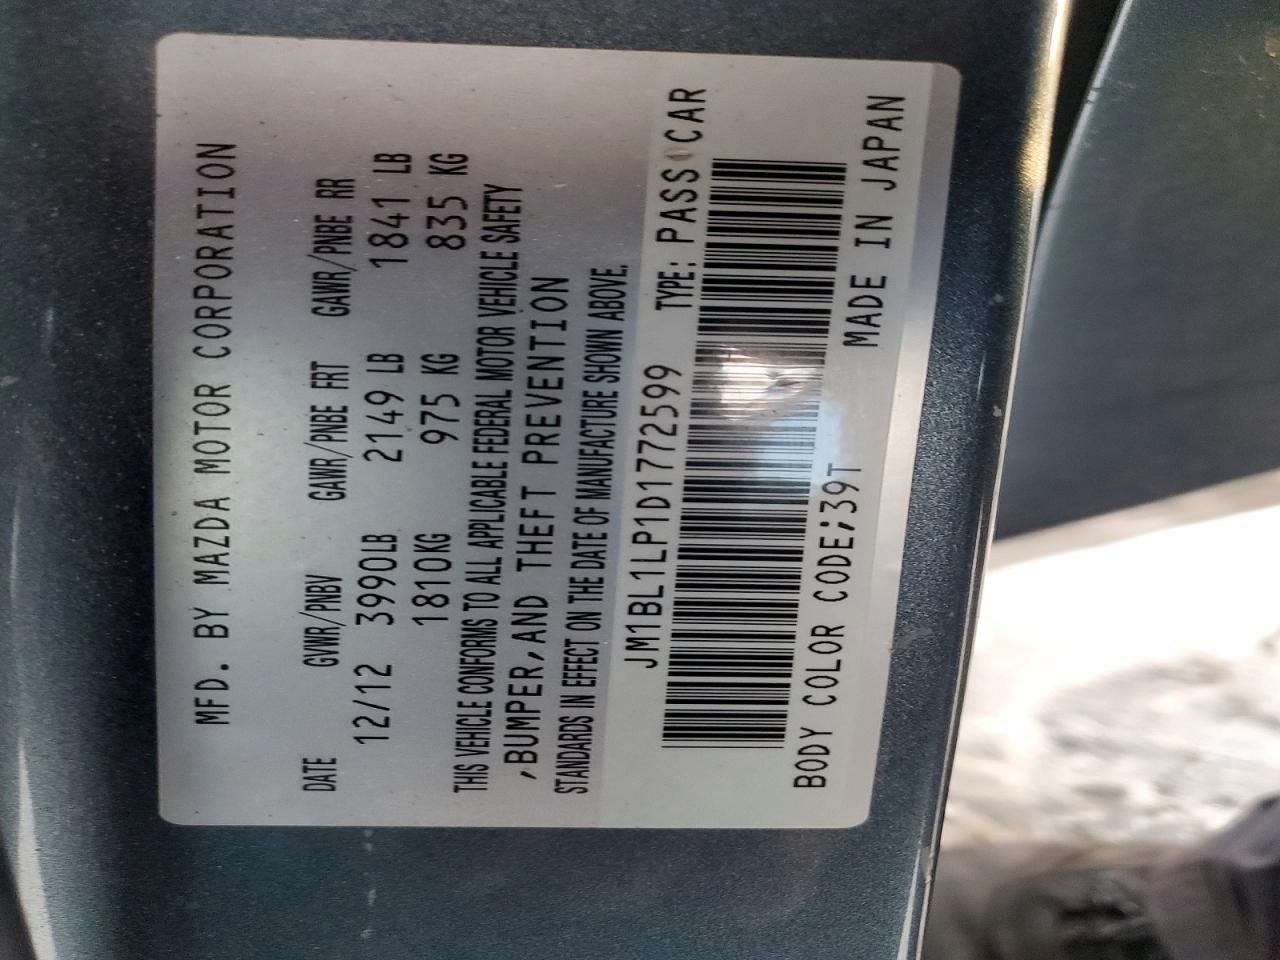 MFD. BY MAZDA MOTOR CORPORATION
DATE GVWR/PNBV GAWR/PNBE FRT GAWR/PNBE RR
12/12 3990LB 2149 LB 1841 LB
1810KG 975 KG 835 KG
THIS VEHICLE CONFORMS TO ALL APPLICABLE FEDERAL MOTOR VEHICLE SAFETY
,BUMPER,AND THEFT PREVENTION
STANDARDS IN EFFECT ON THE DATE OF MANUFACTURE SHOWN ABOVE.
JM1BL1LP1D1772599 TYPE: PASS CAR
BODY COLOR CODE;39T MADE IN JAPAN